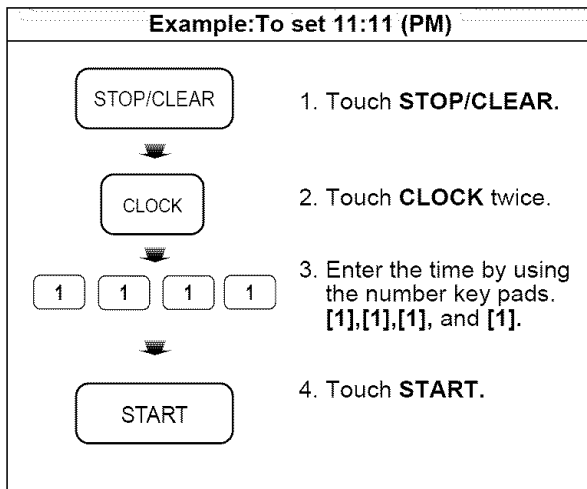 Example:To set 11:11 (PM)
STOP/CLEAR
1. Touch STOP/CLEAR.
CLOCK
2. Touch CLOCK twice.
1 1 1 1
3. Enter the time by using
the number key pads.
[1],[1],[1], and [1].
START
4. Touch START.